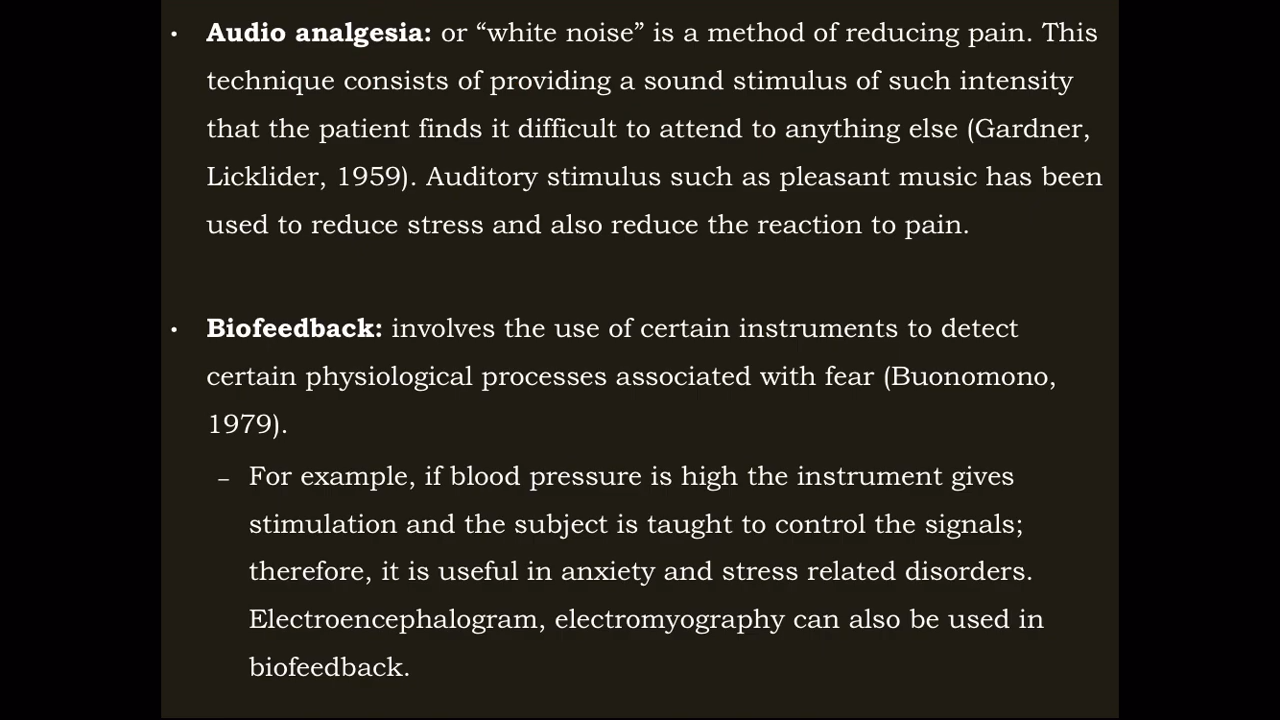 • Audio analgesia: or “white noise” is a method of reducing pain. This
technique consists of providing a sound stimulus of such intensity
that the patient finds it difficult to attend to anything else (Gardner,
Licklider, 1959). Auditory stimulus such as pleasant music has been
used to reduce stress and also reduce the reaction to pain.
• Biofeedback: involves the use of certain instruments to detect
certain physiological processes associated with fear (Buonomono,
1979).
– For example, if blood pressure is high the instrument gives
stimulation and the subject is taught to control the signals;
therefore, it is useful in anxiety and stress related disorders.
Electroencephalogram, electromyography can also be used in
biofeedback.